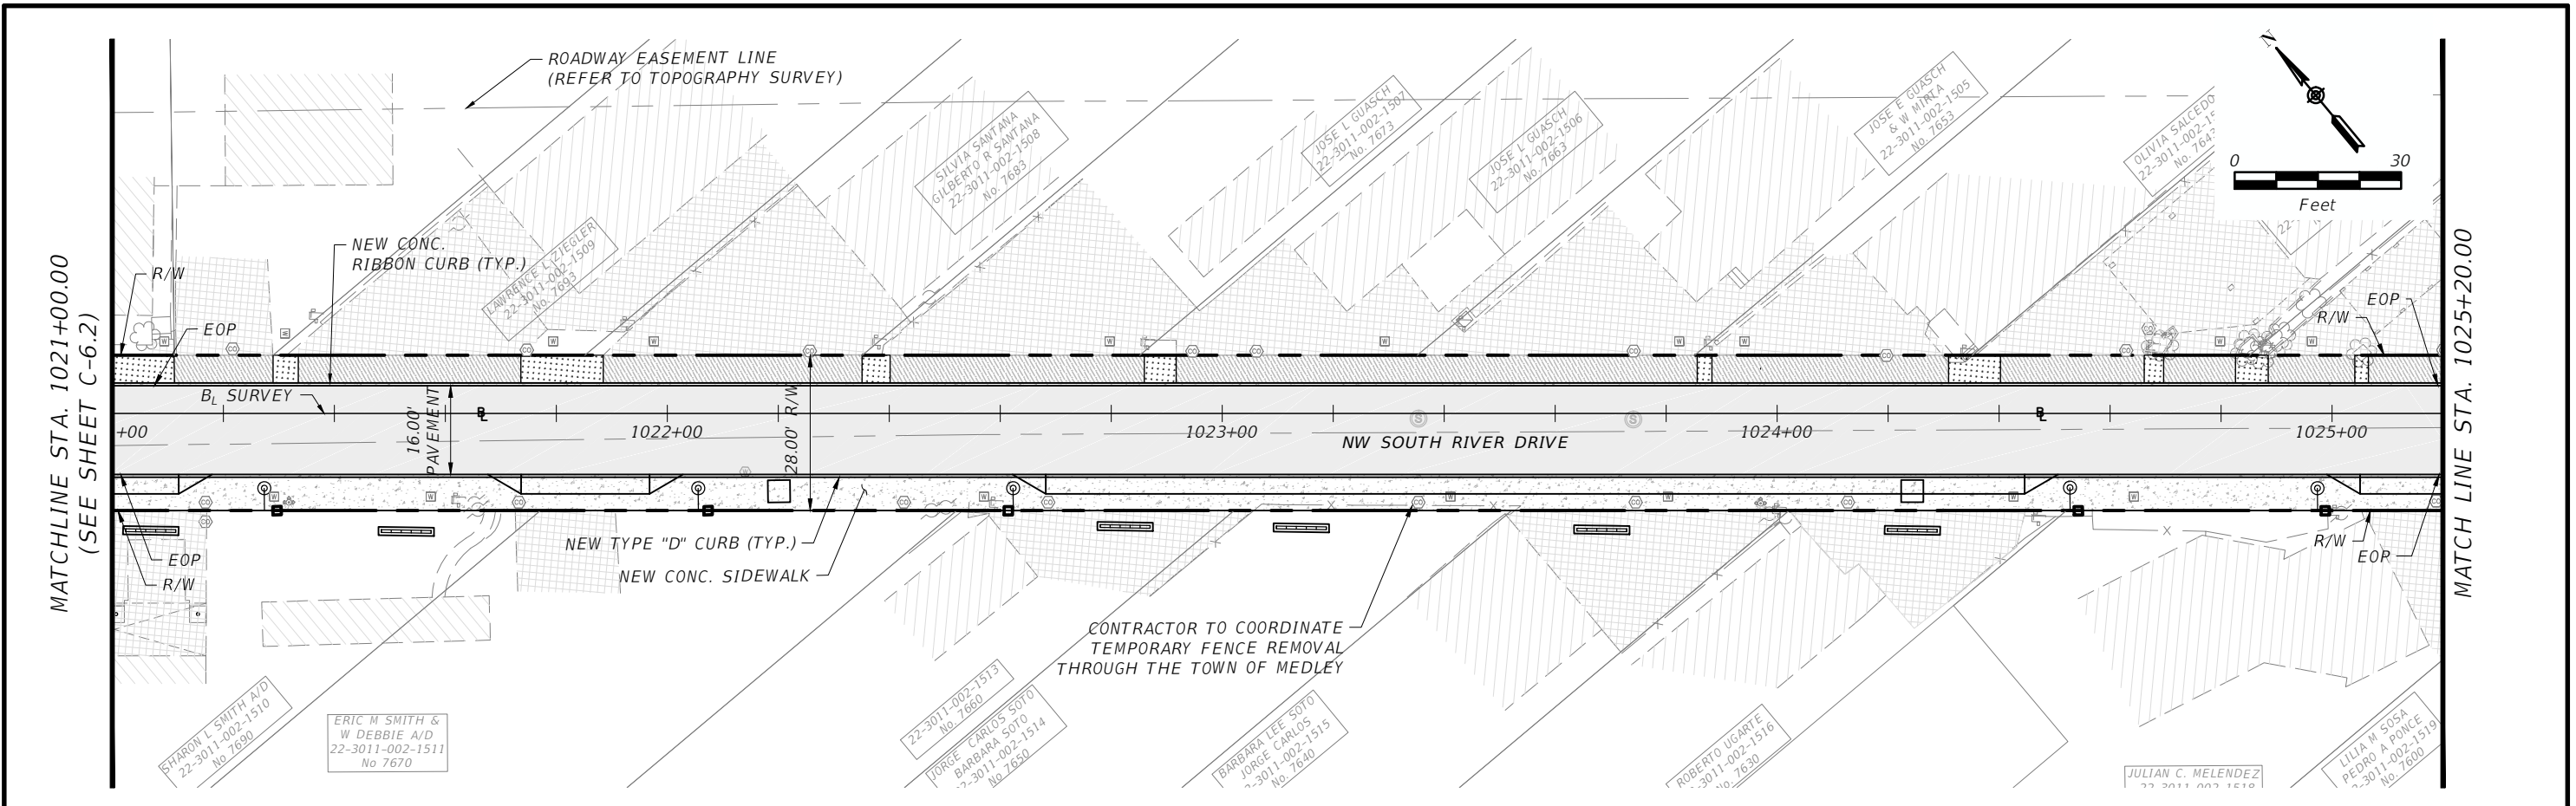 ROADWAY EASEMENT LINE
(REFER TO TOPOGRAPHY SURVEY)
N
0 30
Feet
SILVIA SANTANA
GILBERTO R SANTANA
22-3011-002-1508
No. 7683
JOSE L GUASCH
22-3011-002-1507
No. 7673
JOSE L GUASCH
22-3011-002-1506
No. 7663
JOSE E GUASCH
& W MIRTA
22-3011-002-1505
No. 7653
OLIVIA SALCEDO
22-3011-002-15
No. 764
LAWRENCE L ZIEGLER
22-3011-002-1509
No. 7693
NEW CONC.
RIBBON CURB (TYP.)
R/W
EOP
EOP
R/W
MATCHLINE STA. 1021+00.00
(SEE SHEET C-6.2)
MATCH LINE STA. 1025+20.00
BL SURVEY
16.00'
PAVEMENT
28.00' R/W
+00
1022+00
1023+00
1024+00
1025+00
NW SOUTH RIVER DRIVE
EOP
R/W
NEW TYPE "D" CURB (TYP.)
NEW CONC. SIDEWALK
R/W
EOP
CONTRACTOR TO COORDINATE
TEMPORARY FENCE REMOVAL
THROUGH THE TOWN OF MEDLEY
SHARON L SMITH A/D
22-3011-002-1510
No 7690
ERIC M SMITH &
W DEBBIE A/D
22-3011-002-1511
No 7670
22-3011-002-1513
No. 7660
JORGE CARLOS SOTO
BARBARA SOTO
22-3011-002-1514
No 7650
BARBARA LEE SOTO
JORGE CARLOS
22-3011-002-1515
No. 7640
ROBERTO UGARTE
-3011-002-1516
No. 7630
JULIAN C. MELENDEZ
22-3011-002-1518
LILIA M SOSA
PEDRO A PONCE
-3011-002-1519
No. 7600